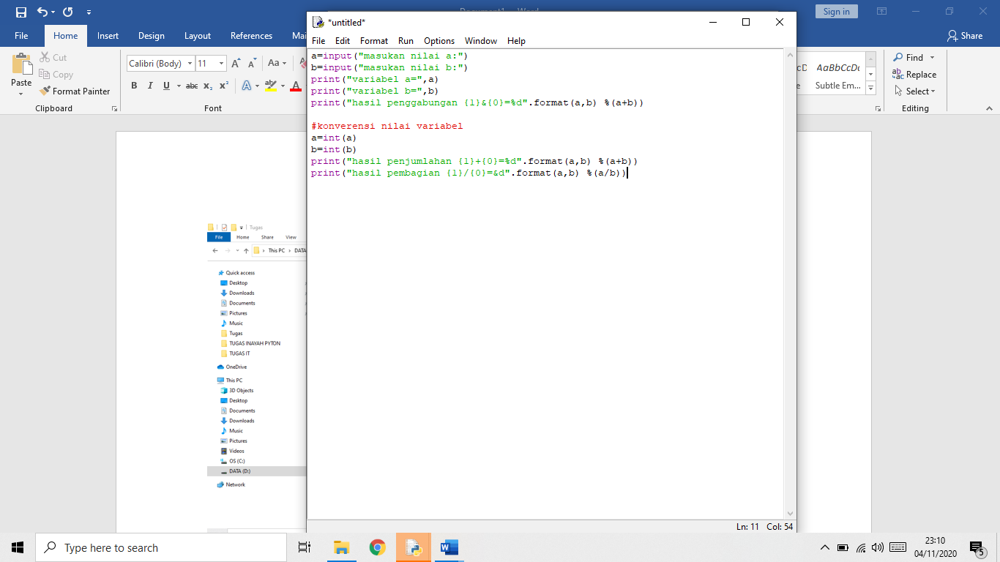 Document1 - Word
Sign in
File Home Insert Design Layout References Mai
Share
Cut
Copy
Format Painter
Paste
Clipboard
Calibri (Body) 11
Aa
B I U abc x2 x2 A ab A
Font
AaBbCcDc
Subtle Em...
Find
Replace
Select
Editing
*untitled*
File Edit Format Run Options Window Help
a=input("masukan nilai a:")
b=input("masukan nilai b:")
print("variabel a=",a)
print("variabel b=",b)
print("hasil penggabungan {1}&{0}=%d".format(a,b) %(a+b))
#konverensi nilai variabel
a=int(a)
b=int(b)
print("hasil penjumlahan {1}+{0}=%d".format(a,b) %(a+b))
print("hasil pembagian {1}/{0}=&d".format(a,b) %(a/b))
Ln: 11 Col: 54
Tugas
File Home Share View
This PC > DATA
Quick access
Desktop
Downloads
Documents
Pictures
Music
Tugas
TUGAS INAYAH PYTON
TUGAS IT
OneDrive
This PC
3D Objects
Desktop
Documents
Downloads
Music
Pictures
Videos
OS (C:)
DATA (D:)
Network
Type here to search
23:10
04/11/2020
5